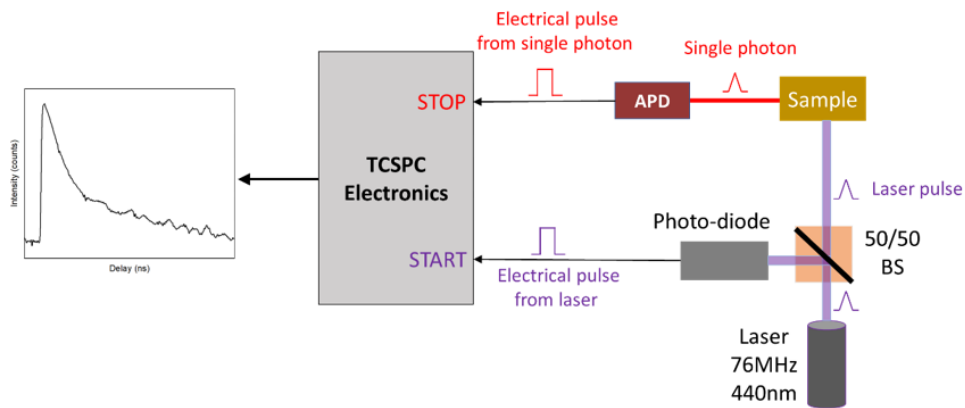 Electrical pulse
from single photon
Single photon
STOP
APD
Sample
TCSPC
Electronics
Intensity (counts)
Delay (ns)
Laser pulse
Photo-diode
50/50
BS
START
Electrical pulse
from laser
Laser
76MHz
440nm